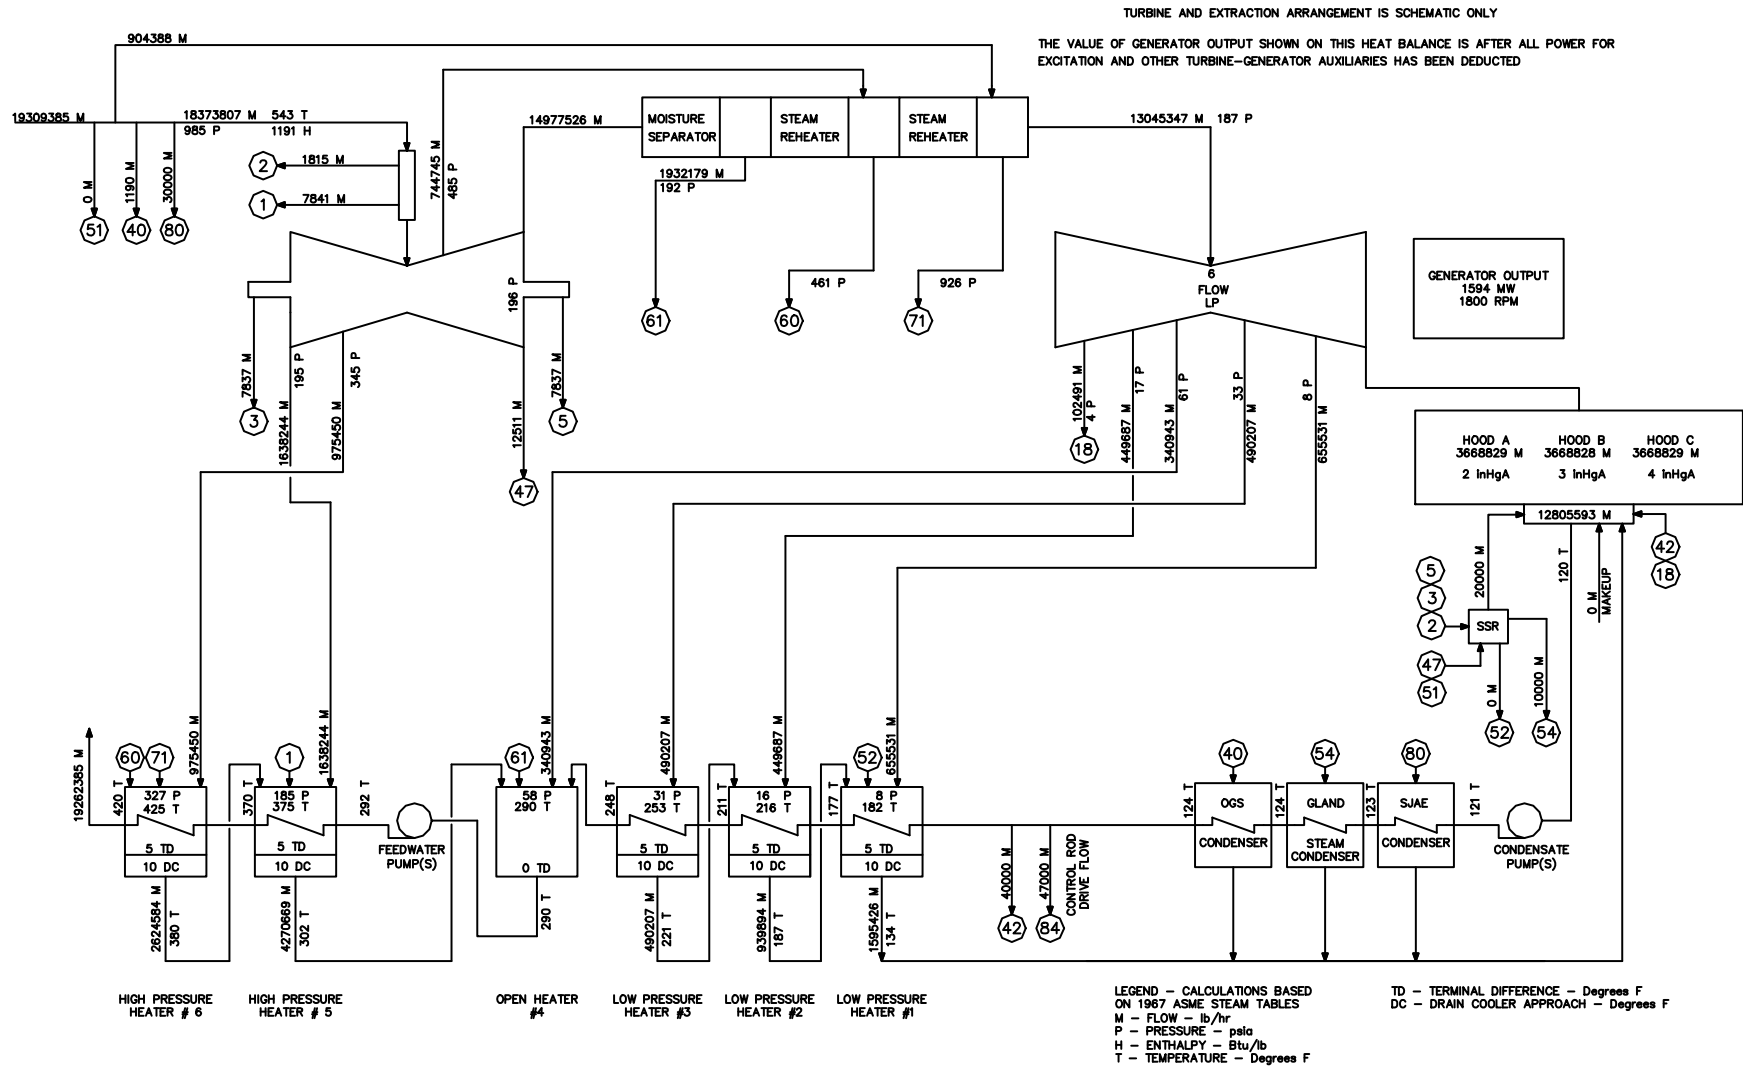 TURBINE AND EXTRACTION ARRANGEMENT IS SCHEMATIC ONLY
THE VALUE OF GENERATOR OUTPUT SHOWN ON THIS HEAT BALANCE IS AFTER ALL POWER FOR
EXCITATION AND OTHER TURBINE-GENERATOR AUXILIARIES HAS BEEN DEDUCTED
904388 M
19309385 M
18373807 M 543 T
985 P 1191 H
0 M
1190 M
30000 M
51
40
80
2
1815 M
1
7841 M
744745 M
485 P
14977526 M
MOISTURE
SEPARATOR
STEAM
REHEATER
STEAM
REHEATER
13045347 M 187 P
1932179 M
192 P
461 P
926 P
61
60
71
196 P
6
FLOW
LP
GENERATOR OUTPUT
1594 MW
1800 RPM
7837 M
3
1638244 M
195 P
975450 M
345 P
12511 M
47
7837 M
5
102491 M
4 P
18
449687 M
17 P
340943 M
61 P
490207 M
33 P
655531 M
8 P
HOOD A
3668829 M
2 inHgA
HOOD B
3668828 M
3 inHgA
HOOD C
3668829 M
4 inHgA
12805593 M
42
18
20000 M
120 T
0 M
MAKEUP
5
3
2
SSR
47
51
0 M
10000 M
52
54
19262385 M
60
71
420 T
975450 M
327 P
425 T
5 TD
10 DC
2624584 M
380 T
1
370 T
1638244 M
185 P
375 T
5 TD
10 DC
4270669 M
302 T
292 T
FEEDWATER
PUMP(S)
61
340943 M
58 P
290 T
0 TD
290 T
248 T
490207 M
31 P
253 T
5 TD
10 DC
490207 M
221 T
211 T
449687 M
16 P
216 T
5 TD
10 DC
939894 M
187 T
177 T
52
655531 M
8 P
182 T
5 TD
10 DC
1595426 M
134 T
40000 M
42
47000 M
CONTROL ROD
DRIVE FLOW
84
124 T
40
OGS
CONDENSER
124 T
54
GLAND
STEAM
CONDENSER
123 T
80
SJAE
CONDENSER
121 T
CONDENSATE
PUMP(S)
HIGH PRESSURE
HEATER # 6
HIGH PRESSURE
HEATER # 5
OPEN HEATER
#4
LOW PRESSURE
HEATER #3
LOW PRESSURE
HEATER #2
LOW PRESSURE
HEATER #1
LEGEND - CALCULATIONS BASED
ON 1967 ASME STEAM TABLES
M - FLOW - lb/hr
P - PRESSURE - psia
H - ENTHALPY - Btu/lb
T - TEMPERATURE - Degrees F
TD - TERMINAL DIFFERENCE - Degrees F
DC - DRAIN COOLER APPROACH - Degrees F